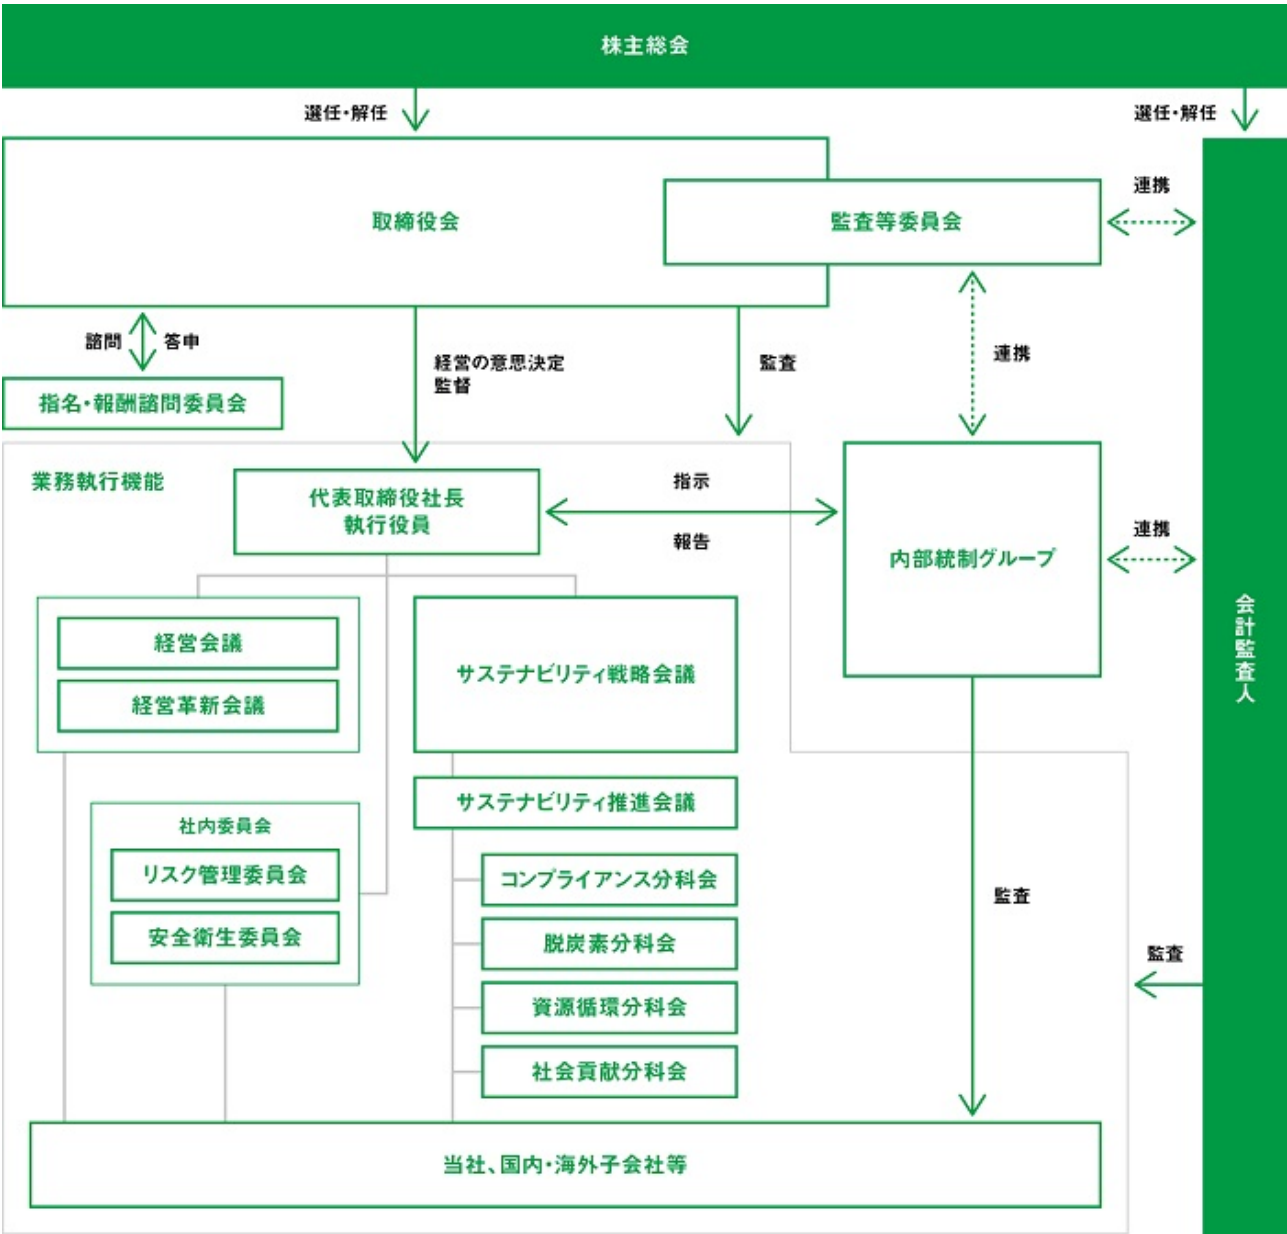 株主総会
選任・解任
選任・解任
取締役会
監査等委員会
連携
諮問
答申
経営の意思決定
監督
監査
連携
指名・報酬諮問委員会
業務執行機能
代表取締役社長
執行役員
指示
報告
内部統制グループ
連携
会計監査人
経営会議
経営革新会議
サステナビリティ戦略会議
サステナビリティ推進会議
社内委員会
リスク管理委員会
安全衛生委員会
コンプライアンス分科会
脱炭素分科会
資源循環分科会
社会貢献分科会
監査
監査
当社、国内・海外子会社等